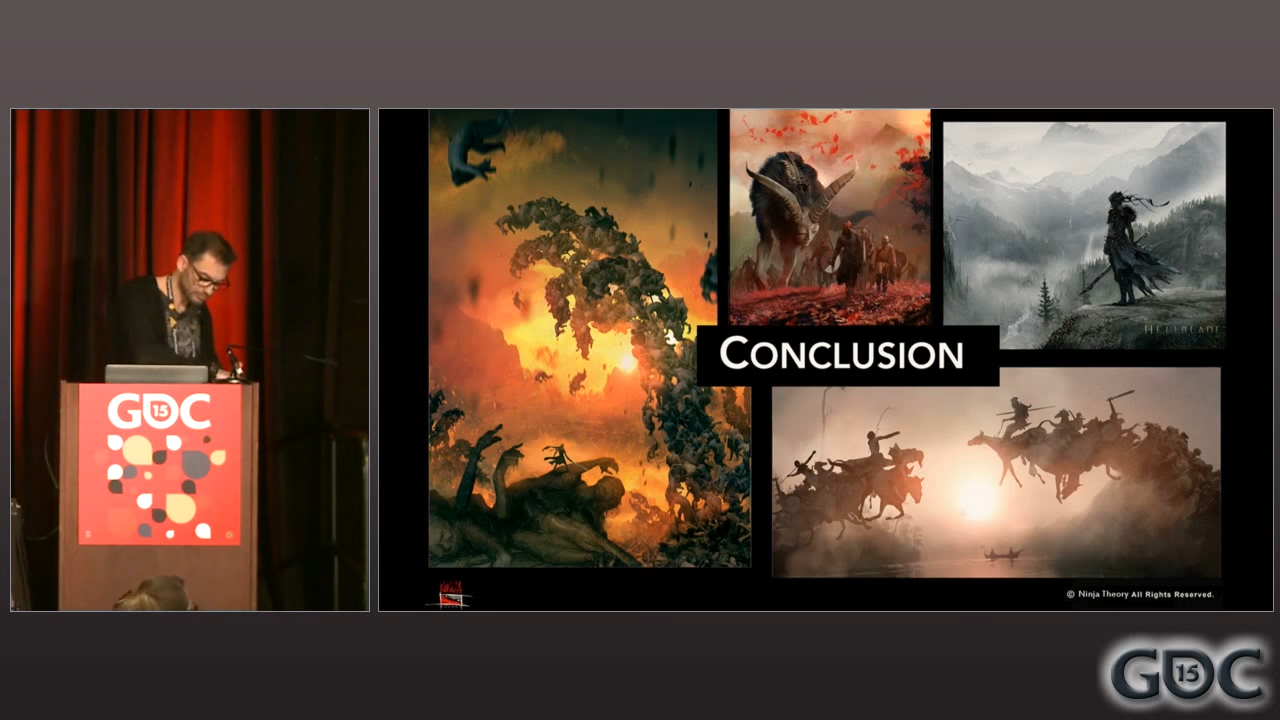 GDC
15
CONCLUSION
HELLBLADE
© Ninja Theory All Rights Reserved.
GDC
15